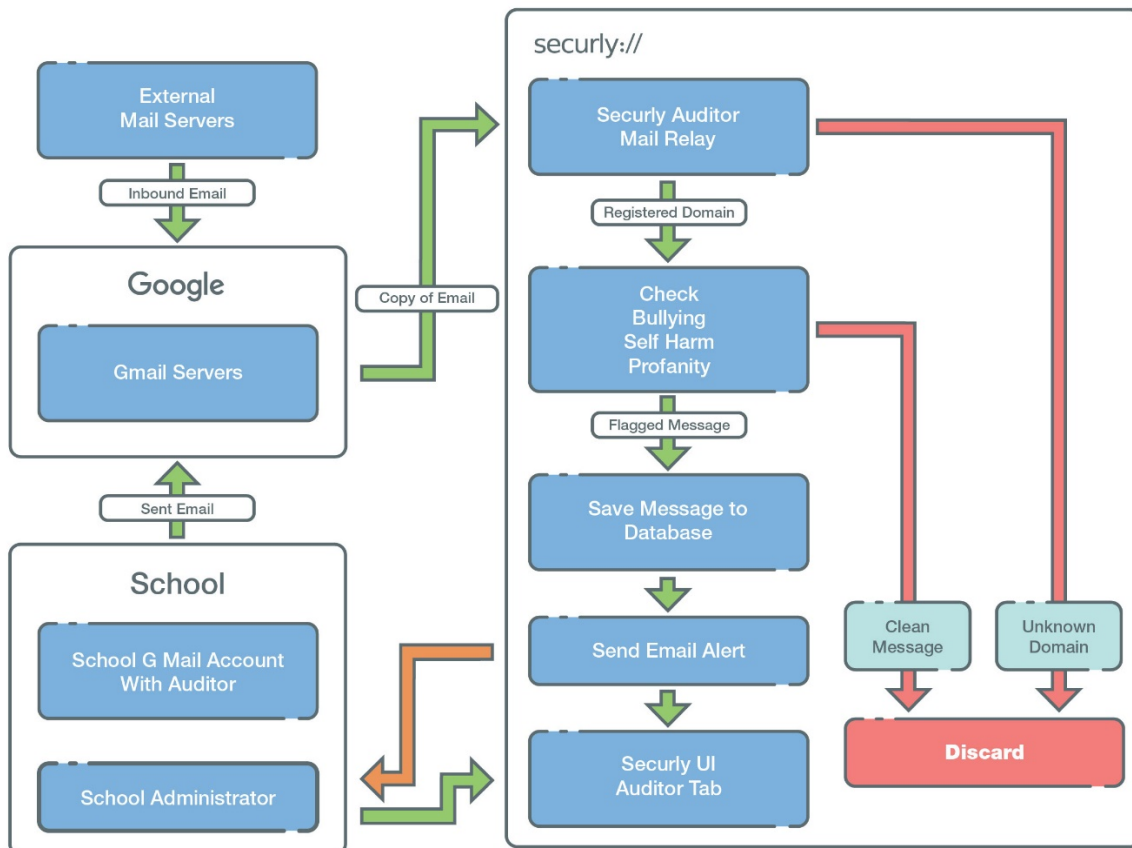 securly://
External
Mail Servers
Inbound Email
Google
Gmail Servers
Copy of Email
Sent Email
School
School G Mail Account
With Auditor
School Administrator
Securly Auditor
Mail Relay
Registered Domain
Check
Bullying
Self Harm
Profanity
Flagged Message
Save Message to
Database
Send Email Alert
Securly UI
Auditor Tab
Clean
Message
Unknown
Domain
Discard